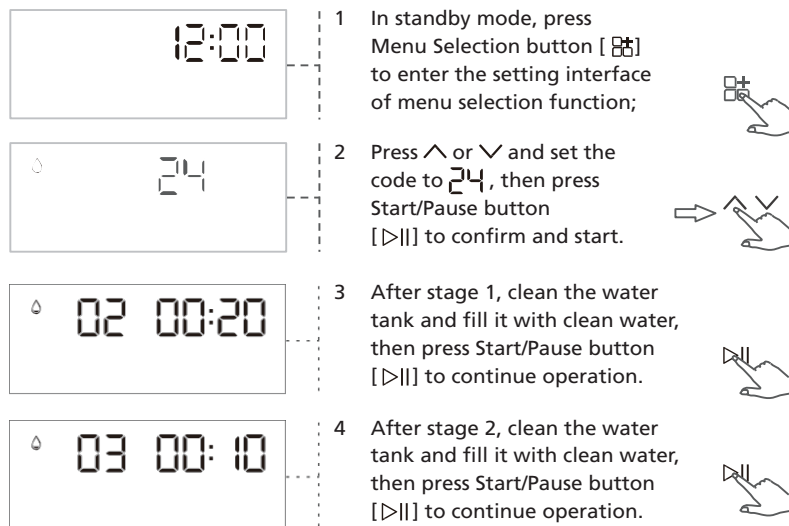 12:00
1 In standby mode, press
Menu Selection button [ ]
to enter the setting interface
of menu selection function;
24
2 Press ∧ or ∨ and set the
code to 24 , then press
Start/Pause button
[▷||] to confirm and start.
02 00:20
3 After stage 1, clean the water
tank and fill it with clean water,
then press Start/Pause button
[▷||] to continue operation.
03 00:10
4 After stage 2, clean the water
tank and fill it with clean water,
then press Start/Pause button
[▷||] to continue operation.